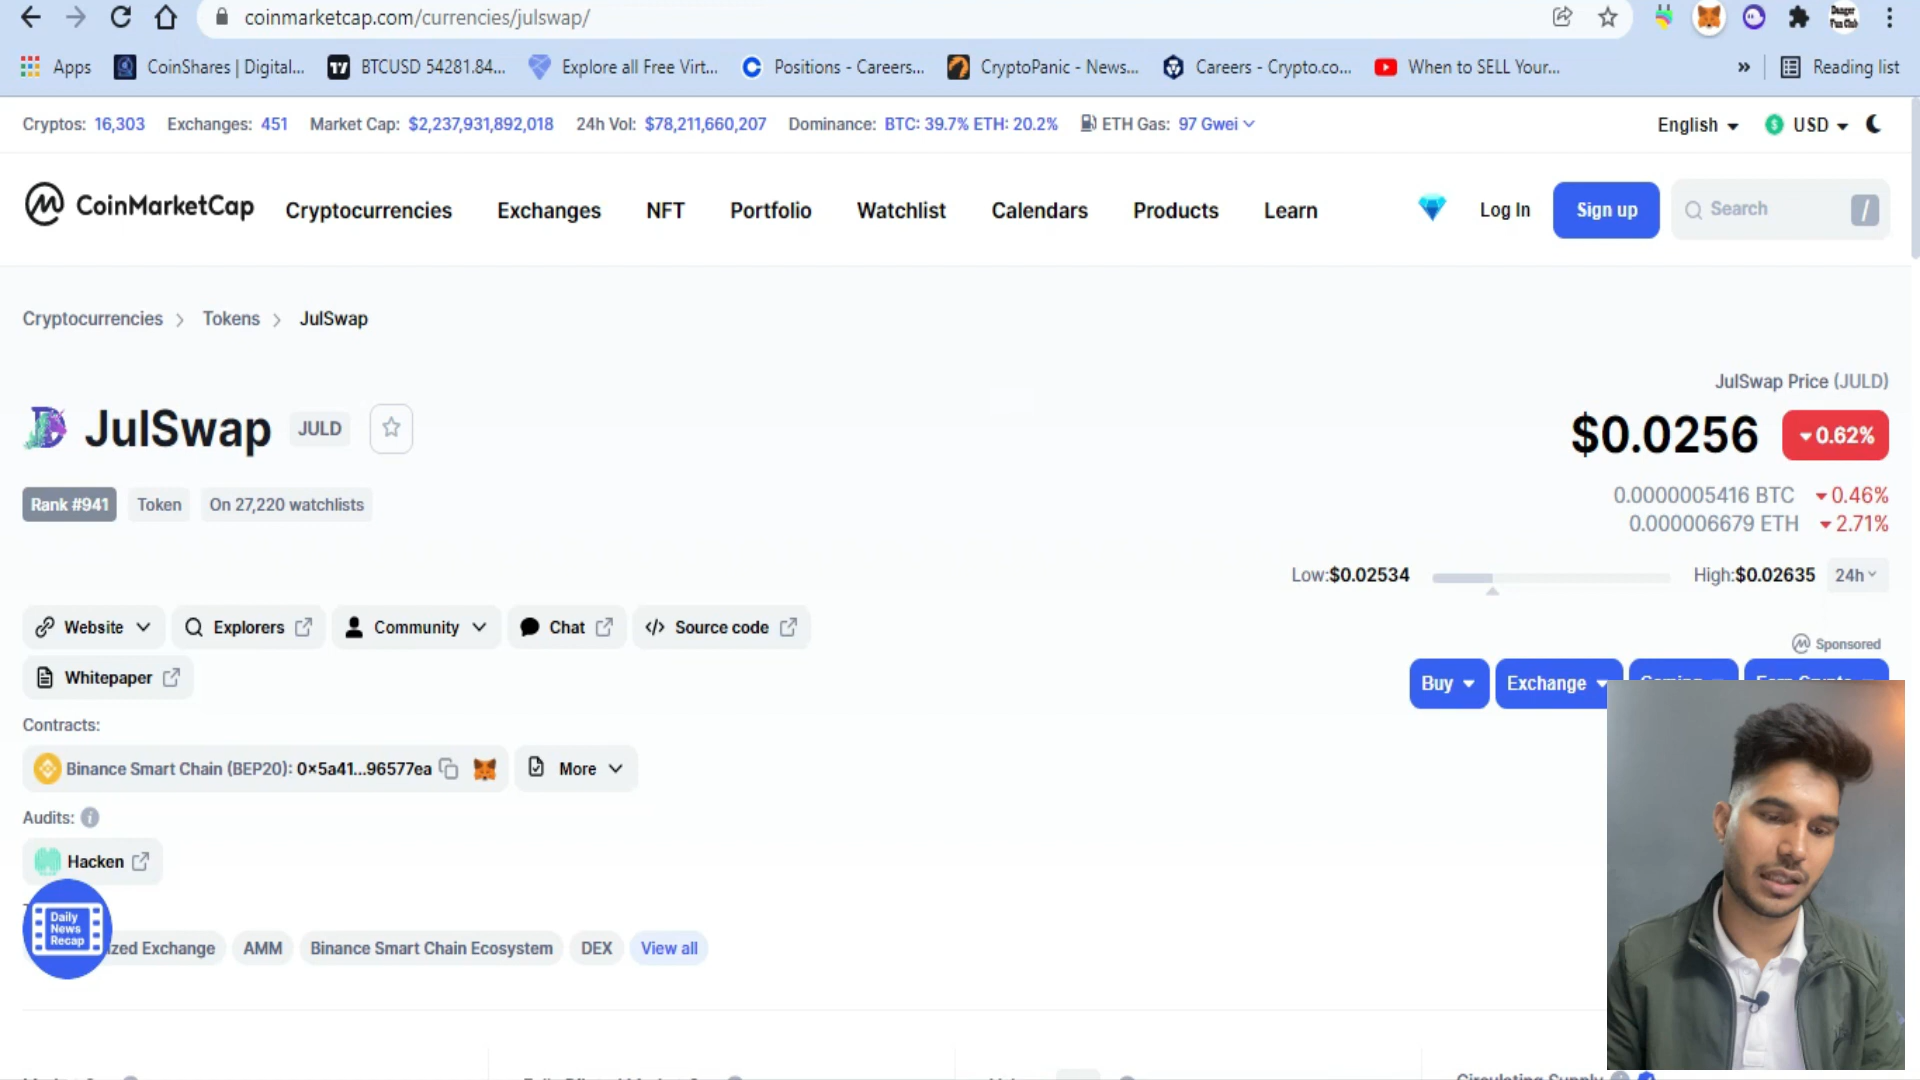 coinmarketcap.com/currencies/julswap/
Danger Fun Club
Apps CoinShares | Digital... BTCUSD 54281.84... Explore all Free Virt... Positions - Careers... CryptoPanic - News... Careers - Crypto.co... When to SELL Your... » Reading list
Cryptos: 16,303 Exchanges: 451 Market Cap: $2,237,931,892,018 24h Vol: $78,211,660,207 Dominance: BTC: 39.7% ETH: 20.2% ETH Gas: 97 Gwei English USD
CoinMarketCap Cryptocurrencies Exchanges NFT Portfolio Watchlist Calendars Products Learn Log In Sign up Search /
Cryptocurrencies > Tokens > JulSwap
JulSwap Price (JULD)
JulSwap JULD $0.0256 0.62%
Rank #941 Token On 27,220 watchlists 0.0000005416 BTC 0.46%
0.000006679 ETH 2.71%
Low:$0.02534 High:$0.02635 24h
Website Explorers Community Chat Source code
Sponsored
Whitepaper Buy Exchange
Contracts:
Binance Smart Chain (BEP20): 0x5a41...96577ea More
Audits:
Hacken
Daily
News
Recap
zed Exchange AMM Binance Smart Chain Ecosystem DEX View all
Circulating Supply